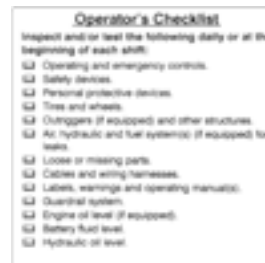 Operator's Checklist
Inspect and/or test the following daily or at the
beginning of each shift:
Operating and emergency controls.
Safety devices.
Personal protective devices.
Tires and wheels.
Outriggers (if equipped) and other structures.
Air, hydraulic and fuel system(s) (if equipped) for
leaks.
Loose or missing parts.
Cables and wiring harnesses.
Labels, warnings and operating manual(s).
Guardrail system.
Engine oil level (if equipped).
Battery fluid level.
Hydraulic oil level.